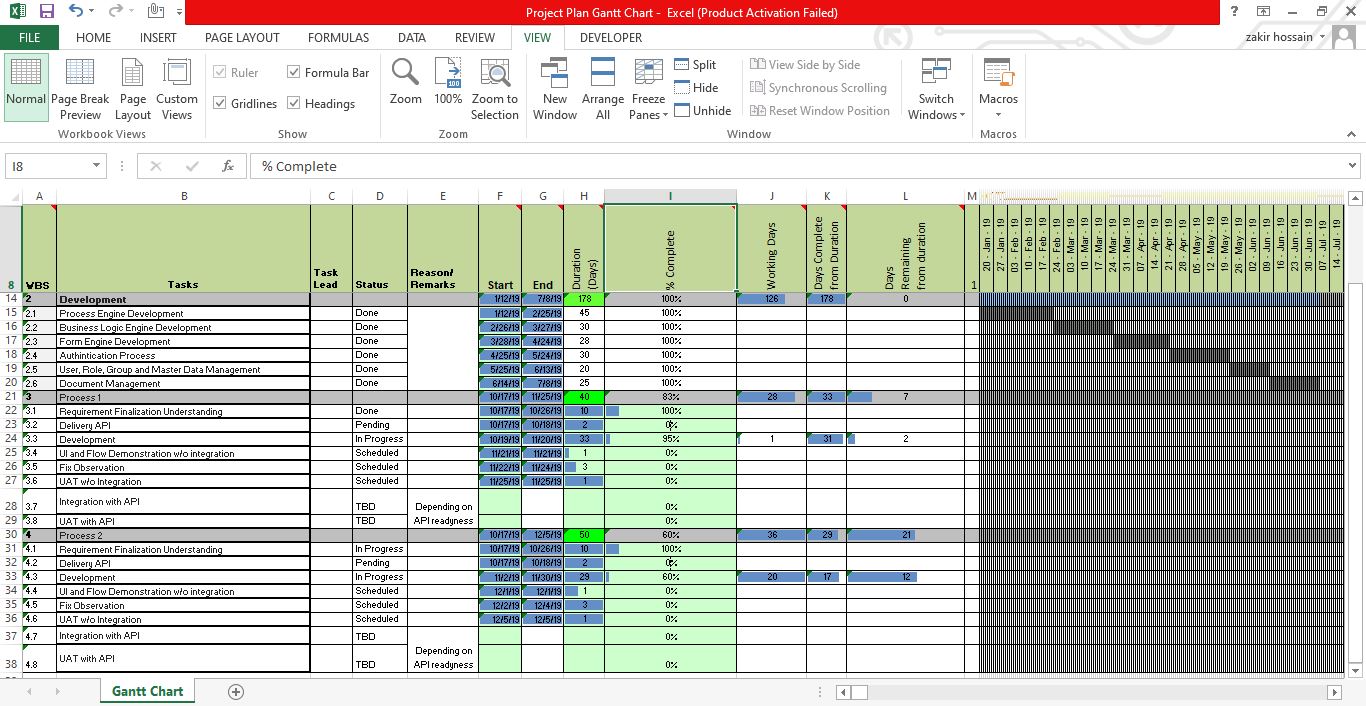 Project Plan Gantt Chart - Excel (Product Activation Failed)
FILE HOME INSERT PAGE LAYOUT FORMULAS DATA REVIEW VIEW DEVELOPER
zakir hossain
Normal Page Break Preview Page Layout Custom Views
Workbook Views
Ruler Formula Bar
Gridlines Headings
Show
Zoom 100% Zoom to Selection
Zoom
New Window Arrange All Freeze Panes
Split
Hide
Unhide
View Side by Side
Synchronous Scrolling
Reset Window Position
Window
Switch Windows
Macros
Macros
I8 fx % Complete
A B C D E F G H I J K L M
8 WBS Tasks Task Lead Status Reason/ Remarks Start End Duration (Days) % Complete Working Days Days Complete from Duration Days Remaining from duration 1
20 - Jan - 19 27 - Jan - 19 03 - Feb - 19 10 - Feb - 19 17 - Feb - 19 24 - Feb - 19 03 - Mar - 19 10 - Mar - 19 17 - Mar - 19 24 - Mar - 19 31 - Mar - 19 07 - Apr - 19 14 - Apr - 19 21 - Apr - 19 28 - Apr - 19 05 - May - 19 12 - May - 19 19 - May - 19 26 - May - 19 02 - Jun - 19 09 - Jun - 19 16 - Jun - 19 23 - Jun - 19 30 - Jun - 19 07 - Jul - 19 14 - Jul - 19
14 2 Development 1/12/19 7/8/19 178 100% 126 178 0
15 2.1 Process Engine Development Done 1/12/19 2/25/19 45 100%
16 2.2 Business Logic Engine Development Done 2/26/19 3/27/19 30 100%
17 2.3 Form Engine Development Done 3/28/19 4/24/19 28 100%
18 2.4 Authintication Process Done 4/25/19 5/24/19 30 100%
19 2.5 User, Role, Group and Master Data Management Done 5/25/19 6/13/19 20 100%
20 2.6 Document Management Done 6/14/19 7/8/19 25 100%
21 3 Process 1 10/17/19 11/25/19 40 83% 28 33 7
22 3.1 Requirement Finalization Understanding Done 10/17/19 10/26/19 10 100%
23 3.2 Delivery API Pending 10/17/19 10/18/19 2 0%
24 3.3 Development In Progress 10/19/19 11/20/19 33 95% 1 31 2
25 3.4 UI and Flow Demonstration w/o integration Scheduled 11/21/19 11/21/19 1 0%
26 3.5 Fix Observation Scheduled 11/22/19 11/24/19 3 0%
27 3.6 UAT w/o Integration Scheduled 11/25/19 11/25/19 1 0%
28 3.7 Integration with API TBD Depending on 0%
29 3.8 UAT with API TBD API readyness 0%
30 4 Process 2 10/17/19 12/5/19 50 60% 36 29 21
31 4.1 Requirement Finalization Understanding In Progress 10/17/19 10/26/19 10 100%
32 4.2 Delivery API Pending 10/17/19 10/18/19 2 0%
33 4.3 Development In Progress 11/2/19 11/30/19 29 60% 20 17 12
34 4.4 UI and Flow Demonstration w/o integration Scheduled 12/1/19 12/1/19 1 0%
35 4.5 Fix Observation Scheduled 12/2/19 12/4/19 3 0%
36 4.6 UAT w/o Integration Scheduled 12/5/19 12/5/19 1 0%
37 4.7 Integration with API TBD 0%
38 4.8 UAT with API TBD Depending on API readyness 0%
Gantt Chart